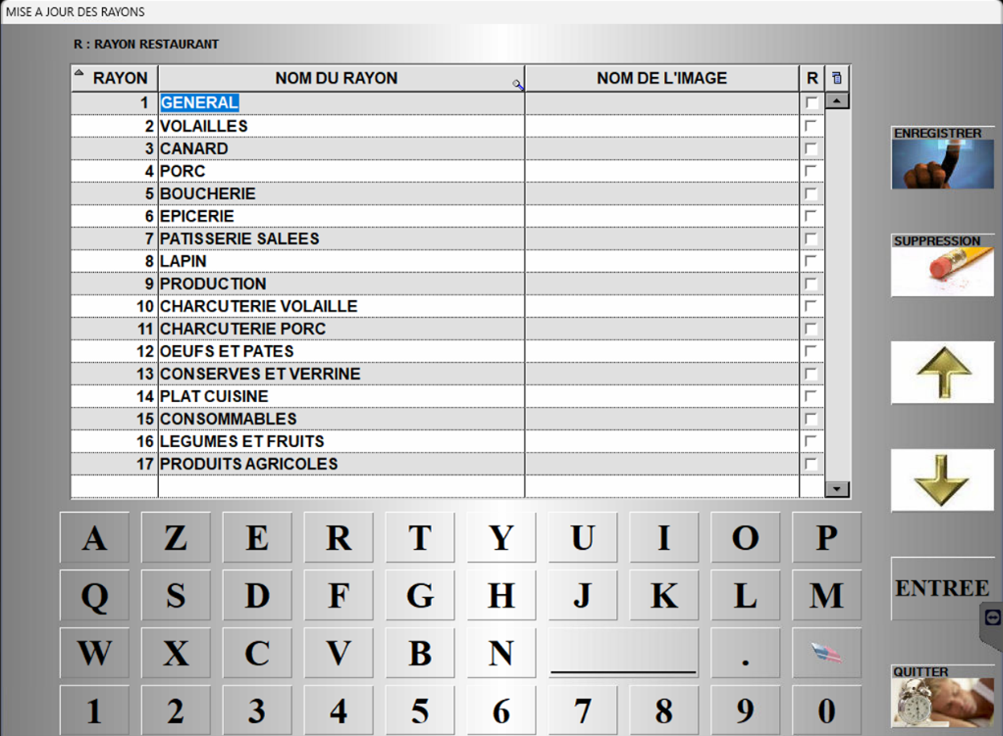 MISE A JOUR DES RAYONS
R : RAYON RESTAURANT
RAYON NOM DU RAYON NOM DE L'IMAGE R
1 GENERAL
2 VOLAILLES
3 CANARD
4 PORC
5 BOUCHERIE
6 EPICERIE
7 PATISSERIE SALEES
8 LAPIN
9 PRODUCTION
10 CHARCUTERIE VOLAILLE
11 CHARCUTERIE PORC
12 OEUFS ET PATES
13 CONSERVES ET VERRINE
14 PLAT CUISINE
15 CONSOMMABLES
16 LEGUMES ET FRUITS
17 PRODUITS AGRICOLES
ENREGISTRER
SUPPRESSION
A Z E R T Y U I O P
Q S D F G H J K L M
W X C V B N .
1 2 3 4 5 6 7 8 9 0
ENTREE
QUITTER